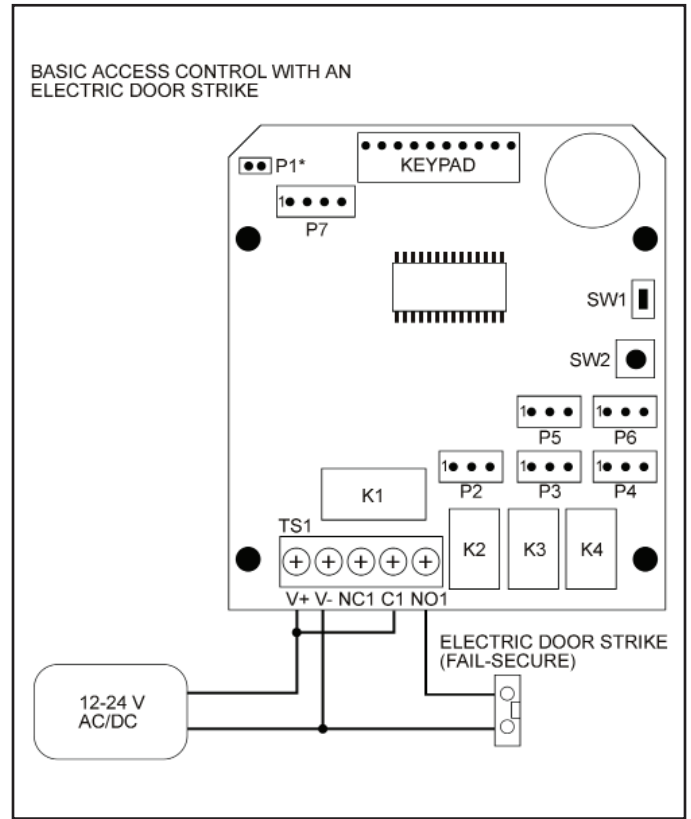 BASIC ACCESS CONTROL WITH AN
ELECTRIC DOOR STRIKE
P1*
KEYPAD
1
P7
SW1
SW2
1
1
P5
P6
1
1
1
P2
P3
P4
K1
TS1
K2
K3
K4
V+ V- NC1 C1 NO1
ELECTRIC DOOR STRIKE
(FAIL-SECURE)
12-24 V
AC/DC